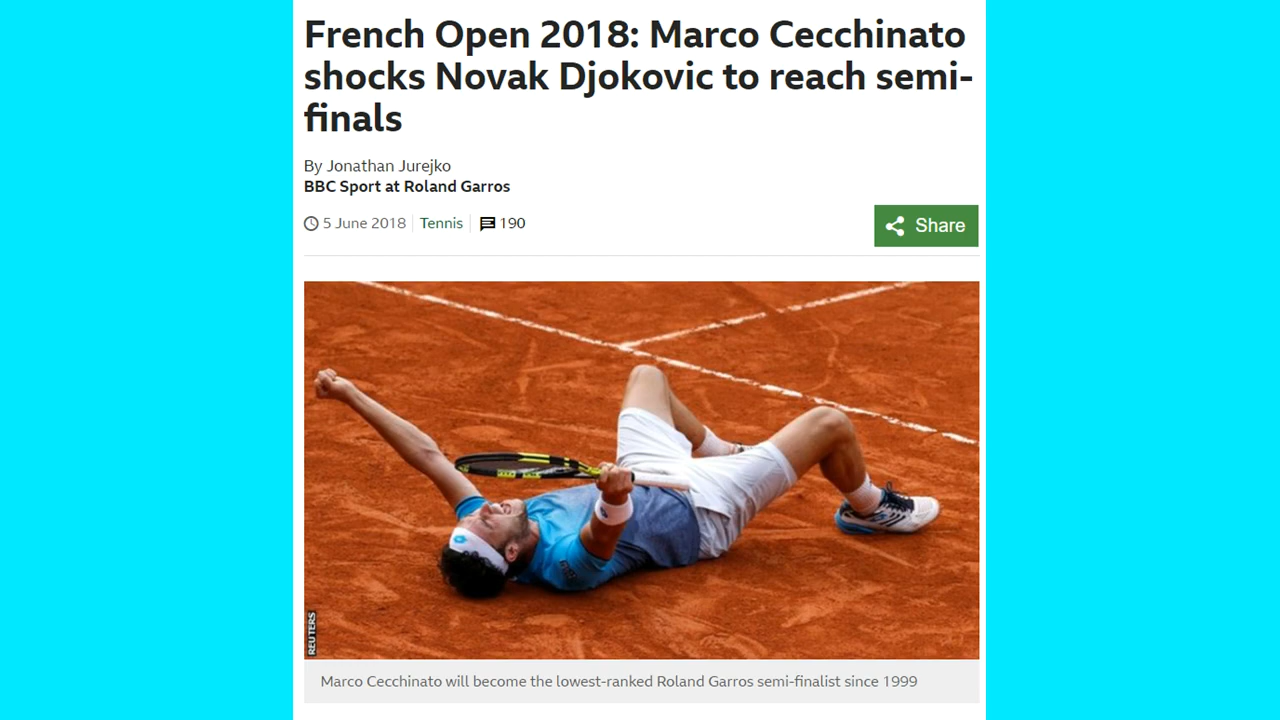 French Open 2018: Marco Cecchinato
shocks Novak Djokovic to reach semi-
finals
By Jonathan Jurejko
BBC Sport at Roland Garros
5 June 2018 Tennis 190
Share
REUTERS
Marco Cecchinato will become the lowest-ranked Roland Garros semi-finalist since 1999